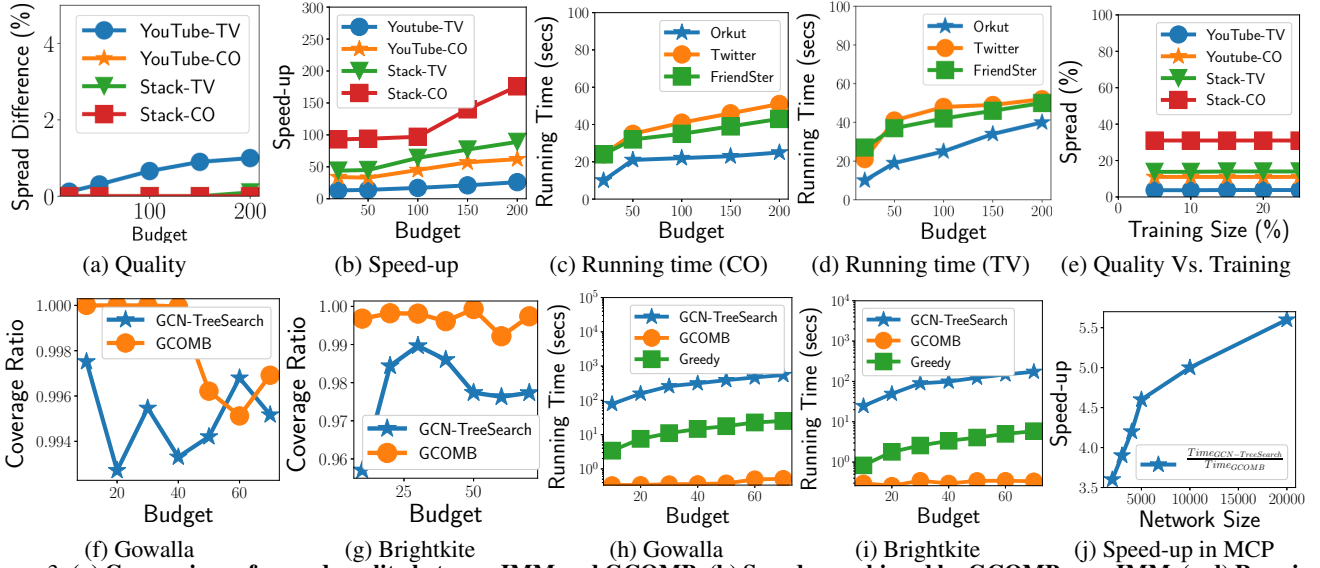 Spread Difference (%)
4
2
0
YouTube-TV
YouTube-CO
Stack-TV
Stack-CO
100
200
Budget
(a) Quality
Speed-up
300
250
200
150
100
50
0
Youtube-TV
YouTube-CO
Stack-TV
Stack-CO
50
100
150
200
Budget
(b) Speed-up
Running Time (secs)
100
80
60
40
20
0
Orkut
Twitter
FriendSter
50
100
150
200
Budget
(c) Running time (CO)
Running Time (secs)
100
80
60
40
20
0
Orkut
Twitter
FriendSter
50
100
150
200
Budget
(d) Running time (TV)
Spread (%)
100
80
60
40
20
0
YouTube-TV
Youtube-CO
Stack-TV
Stack-CO
0
10
20
Training Size (%)
(e) Quality Vs. Training
Coverage Ratio
1.000
0.998
0.996
0.994
GCN-TreeSearch
GCOMB
20
40
60
Budget
(f) Gowalla
Coverage Ratio
1.00
0.99
0.98
0.97
0.96
GCN-TreeSearch
GCOMB
25
50
Budget
(g) Brightkite
Running Time (secs)
10^5
10^4
10^3
10^2
10^1
10^0
GCN-TreeSearch
GCOMB
Greedy
20
40
60
Budget
(h) Gowalla
Running Time (secs)
10^4
10^3
10^2
10^1
10^0
GCN-TreeSearch
GCOMB
Greedy
20
40
60
Budget
(i) Brightkite
Speed-up
5.5
5.0
4.5
4.0
3.5
Time_{GCN-TreeSearch}
Time_{GCOMB}
5000
10000
15000
20000
Network Size
(j) Speed-up in MCP